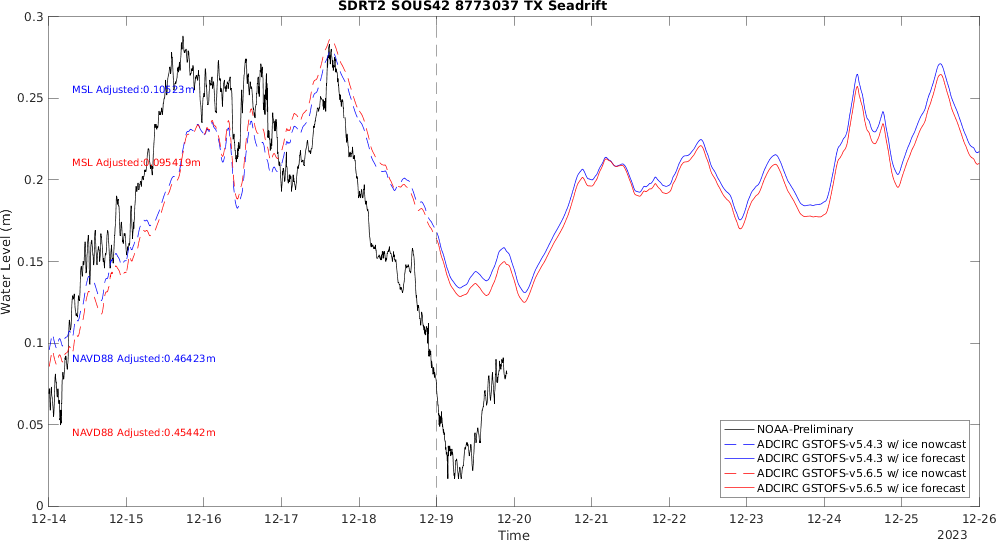 SDRT2 SOUS42 8773037 TX Seadrift
0.3
0.25
0.2
0.15
0.1
0.05
0
Water Level (m)
MSL Adjusted:0.10523m
MSL Adjusted:0.095419m
NAVD88 Adjusted:0.46423m
NAVD88 Adjusted:0.45442m
NOAA-Preliminary
ADCIRC GSTOFS-v5.4.3 w/ ice nowcast
ADCIRC GSTOFS-v5.4.3 w/ ice forecast
ADCIRC GSTOFS-v5.6.5 w/ ice nowcast
ADCIRC GSTOFS-v5.6.5 w/ ice forecast
12-14 12-15 12-16 12-17 12-18 12-19 12-20 12-21 12-22 12-23 12-24 12-25 12-26
Time
2023